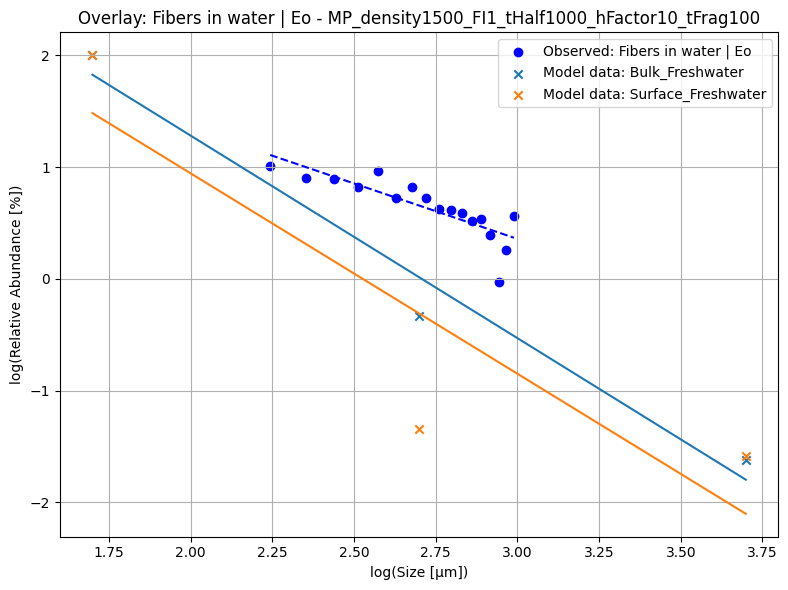 Overlay: Fibers in water | Eo - MP_density1500_FI1_tHalf1000_hFactor10_tFrag100
Observed: Fibers in water | Eo
Model data: Bulk_Freshwater
Model data: Surface_Freshwater
log(Relative Abundance [%])
2
1
0
−1
−2
1.75
2.00
2.25
2.50
2.75
3.00
3.25
3.50
3.75
log(Size [μm])